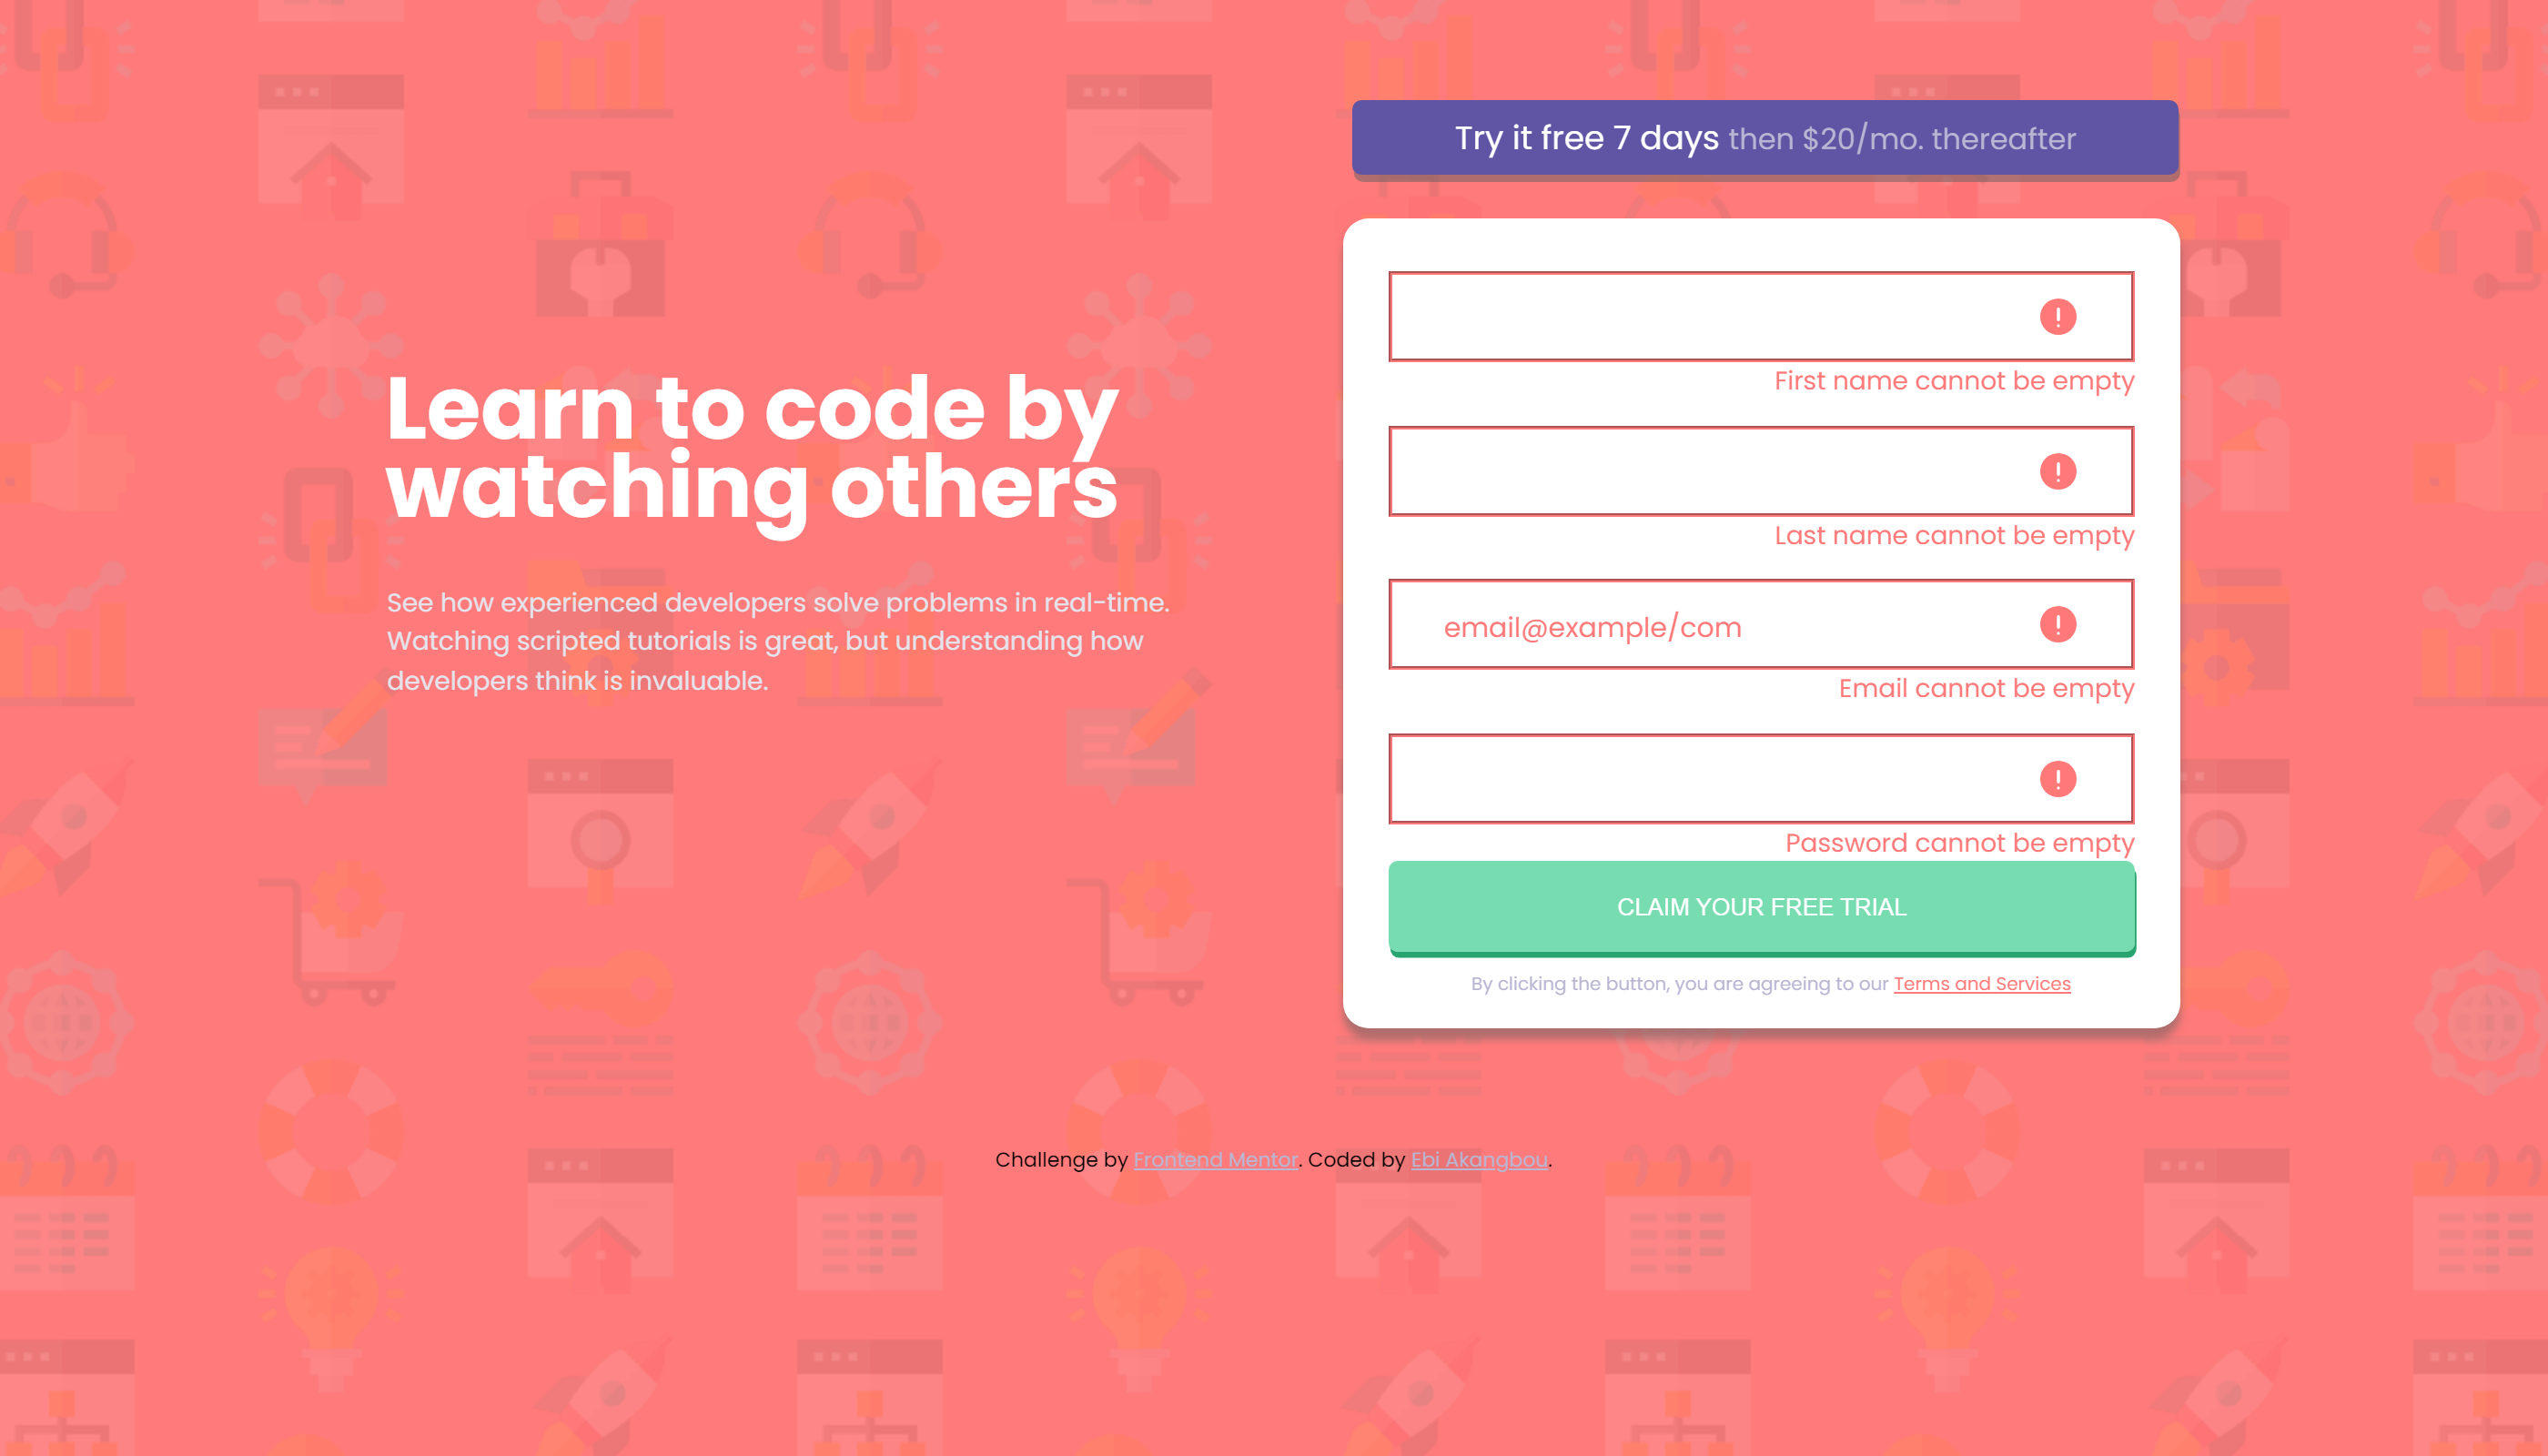 Try it free 7 days then $20/mo. thereafter
Learn to code by
watching others
See how experienced developers solve problems in real-time.
Watching scripted tutorials is great, but understanding how
developers think is invaluable.
First name cannot be empty
Last name cannot be empty
email@example/com
Email cannot be empty
Password cannot be empty
CLAIM YOUR FREE TRIAL
By clicking the button, you are agreeing to our Terms and Services
Challenge by Frontend Mentor. Coded by Ebi Akangbou.